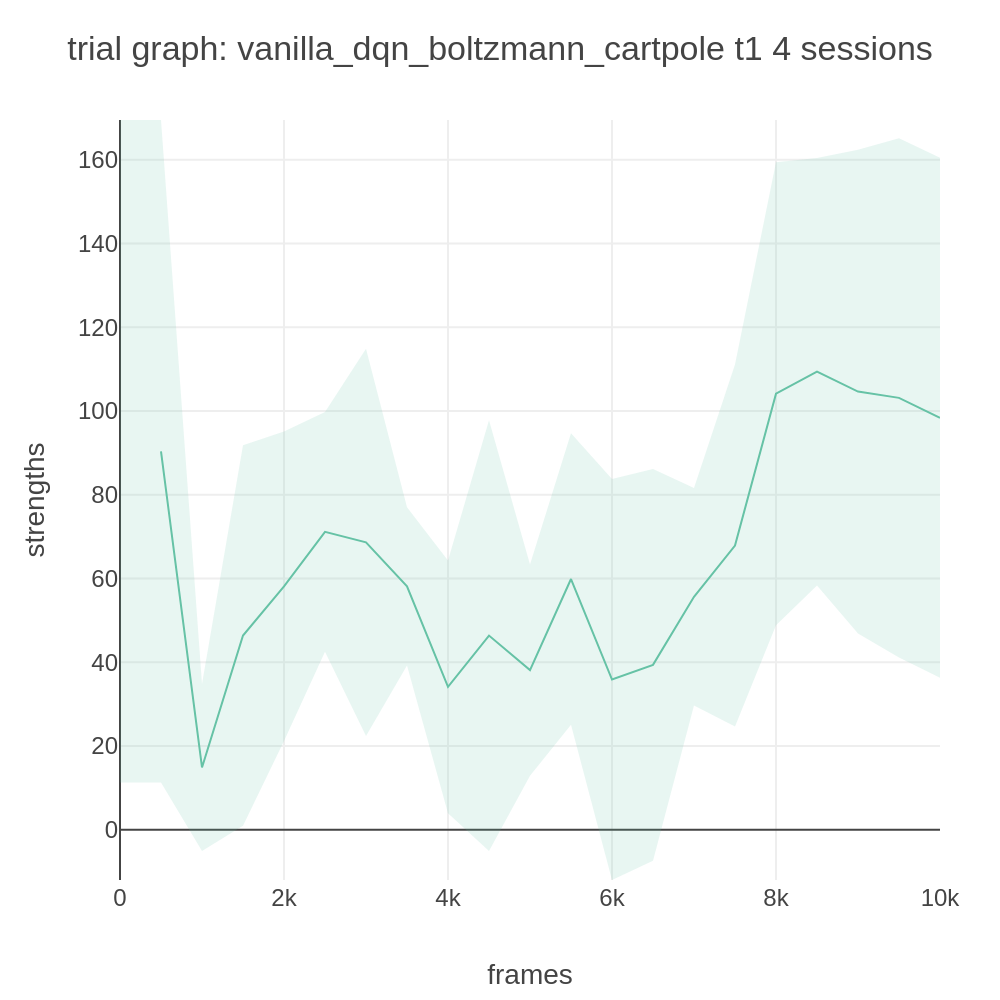 trial graph: vanilla_dqn_boltzmann_cartpole t1 4 sessions
160
140
120
100
80
60
40
20
0
strengths
0 2k 4k 6k 8k 10k
frames